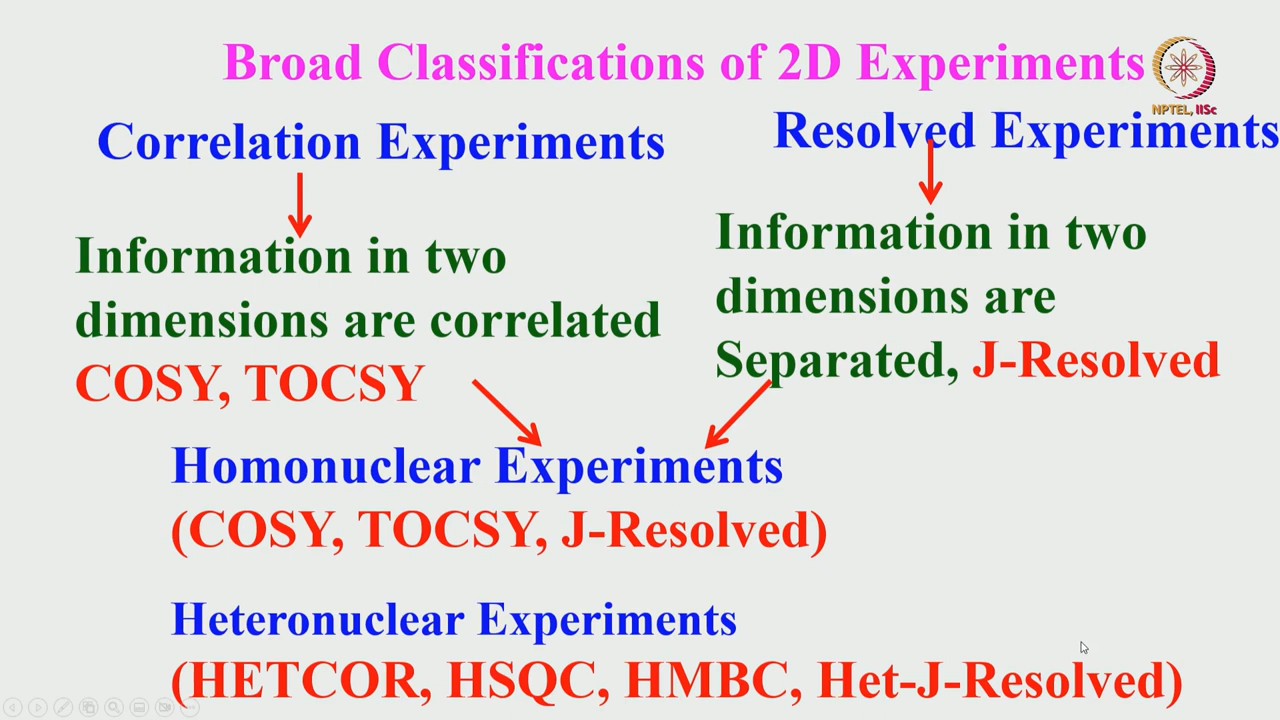 Broad Classifications of 2D Experiments
NPTEL, IISc
Correlation Experiments
Information in two
dimensions are correlated
COSY, TOCSY
Resolved Experiments
Information in two
dimensions are
Separated, J-Resolved
Homonuclear Experiments
(COSY, TOCSY, J-Resolved)
Heteronuclear Experiments
(HETCOR, HSQC, HMBC, Het-J-Resolved)